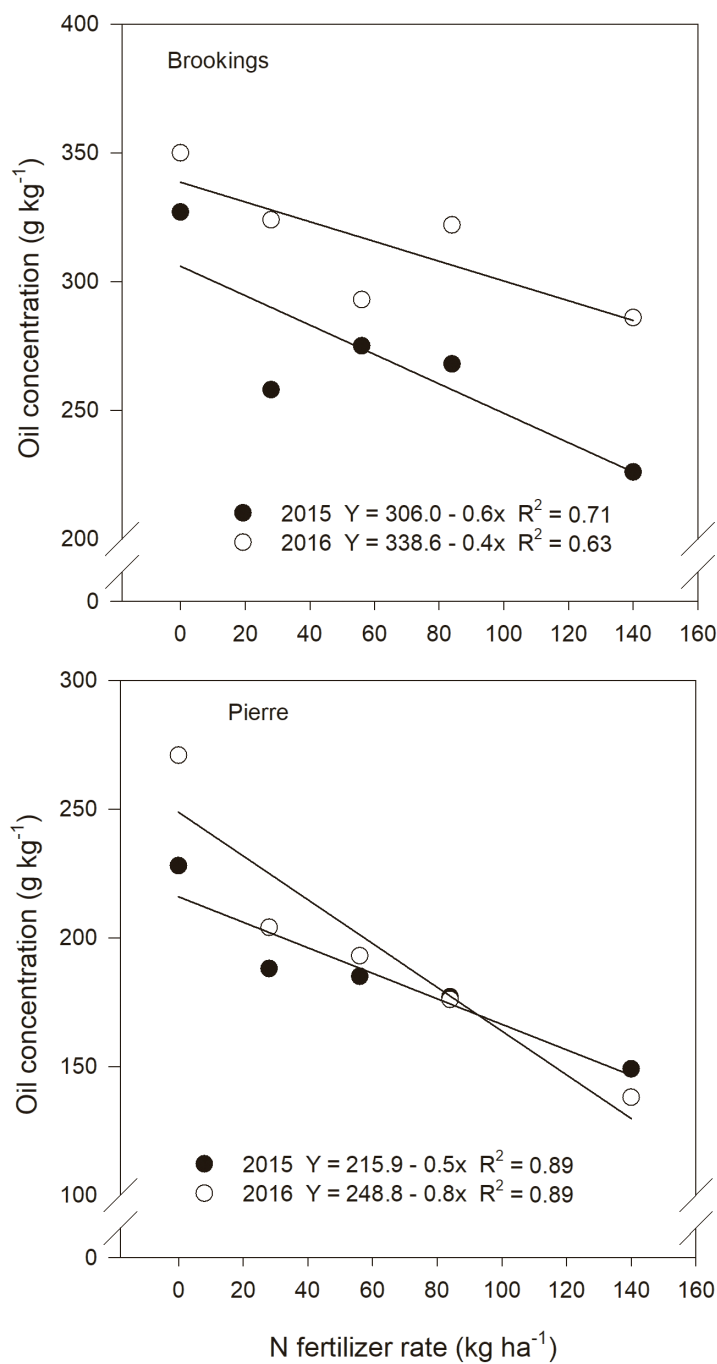 400
Brookings
350
300
250
200
0
Oil concentration (g kg⁻¹)
2015 Y = 306.0 - 0.6x R² = 0.71
2016 Y = 338.6 - 0.4x R² = 0.63
0 20 40 60 80 100 120 140 160
300
Pierre
250
200
150
100
0
Oil concentration (g kg⁻¹)
2015 Y = 215.9 - 0.5x R² = 0.89
2016 Y = 248.8 - 0.8x R² = 0.89
0 20 40 60 80 100 120 140 160
N fertilizer rate (kg ha⁻¹)